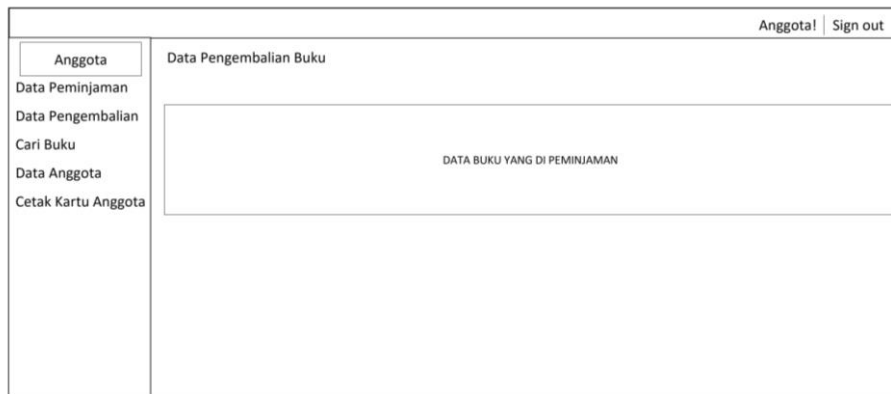 Anggota! Sign out
Anggota
Data Peminjaman
Data Pengembalian
Cari Buku
Data Anggota
Cetak Kartu Anggota
Data Pengembalian Buku
DATA BUKU YANG DI PEMINJAMAN